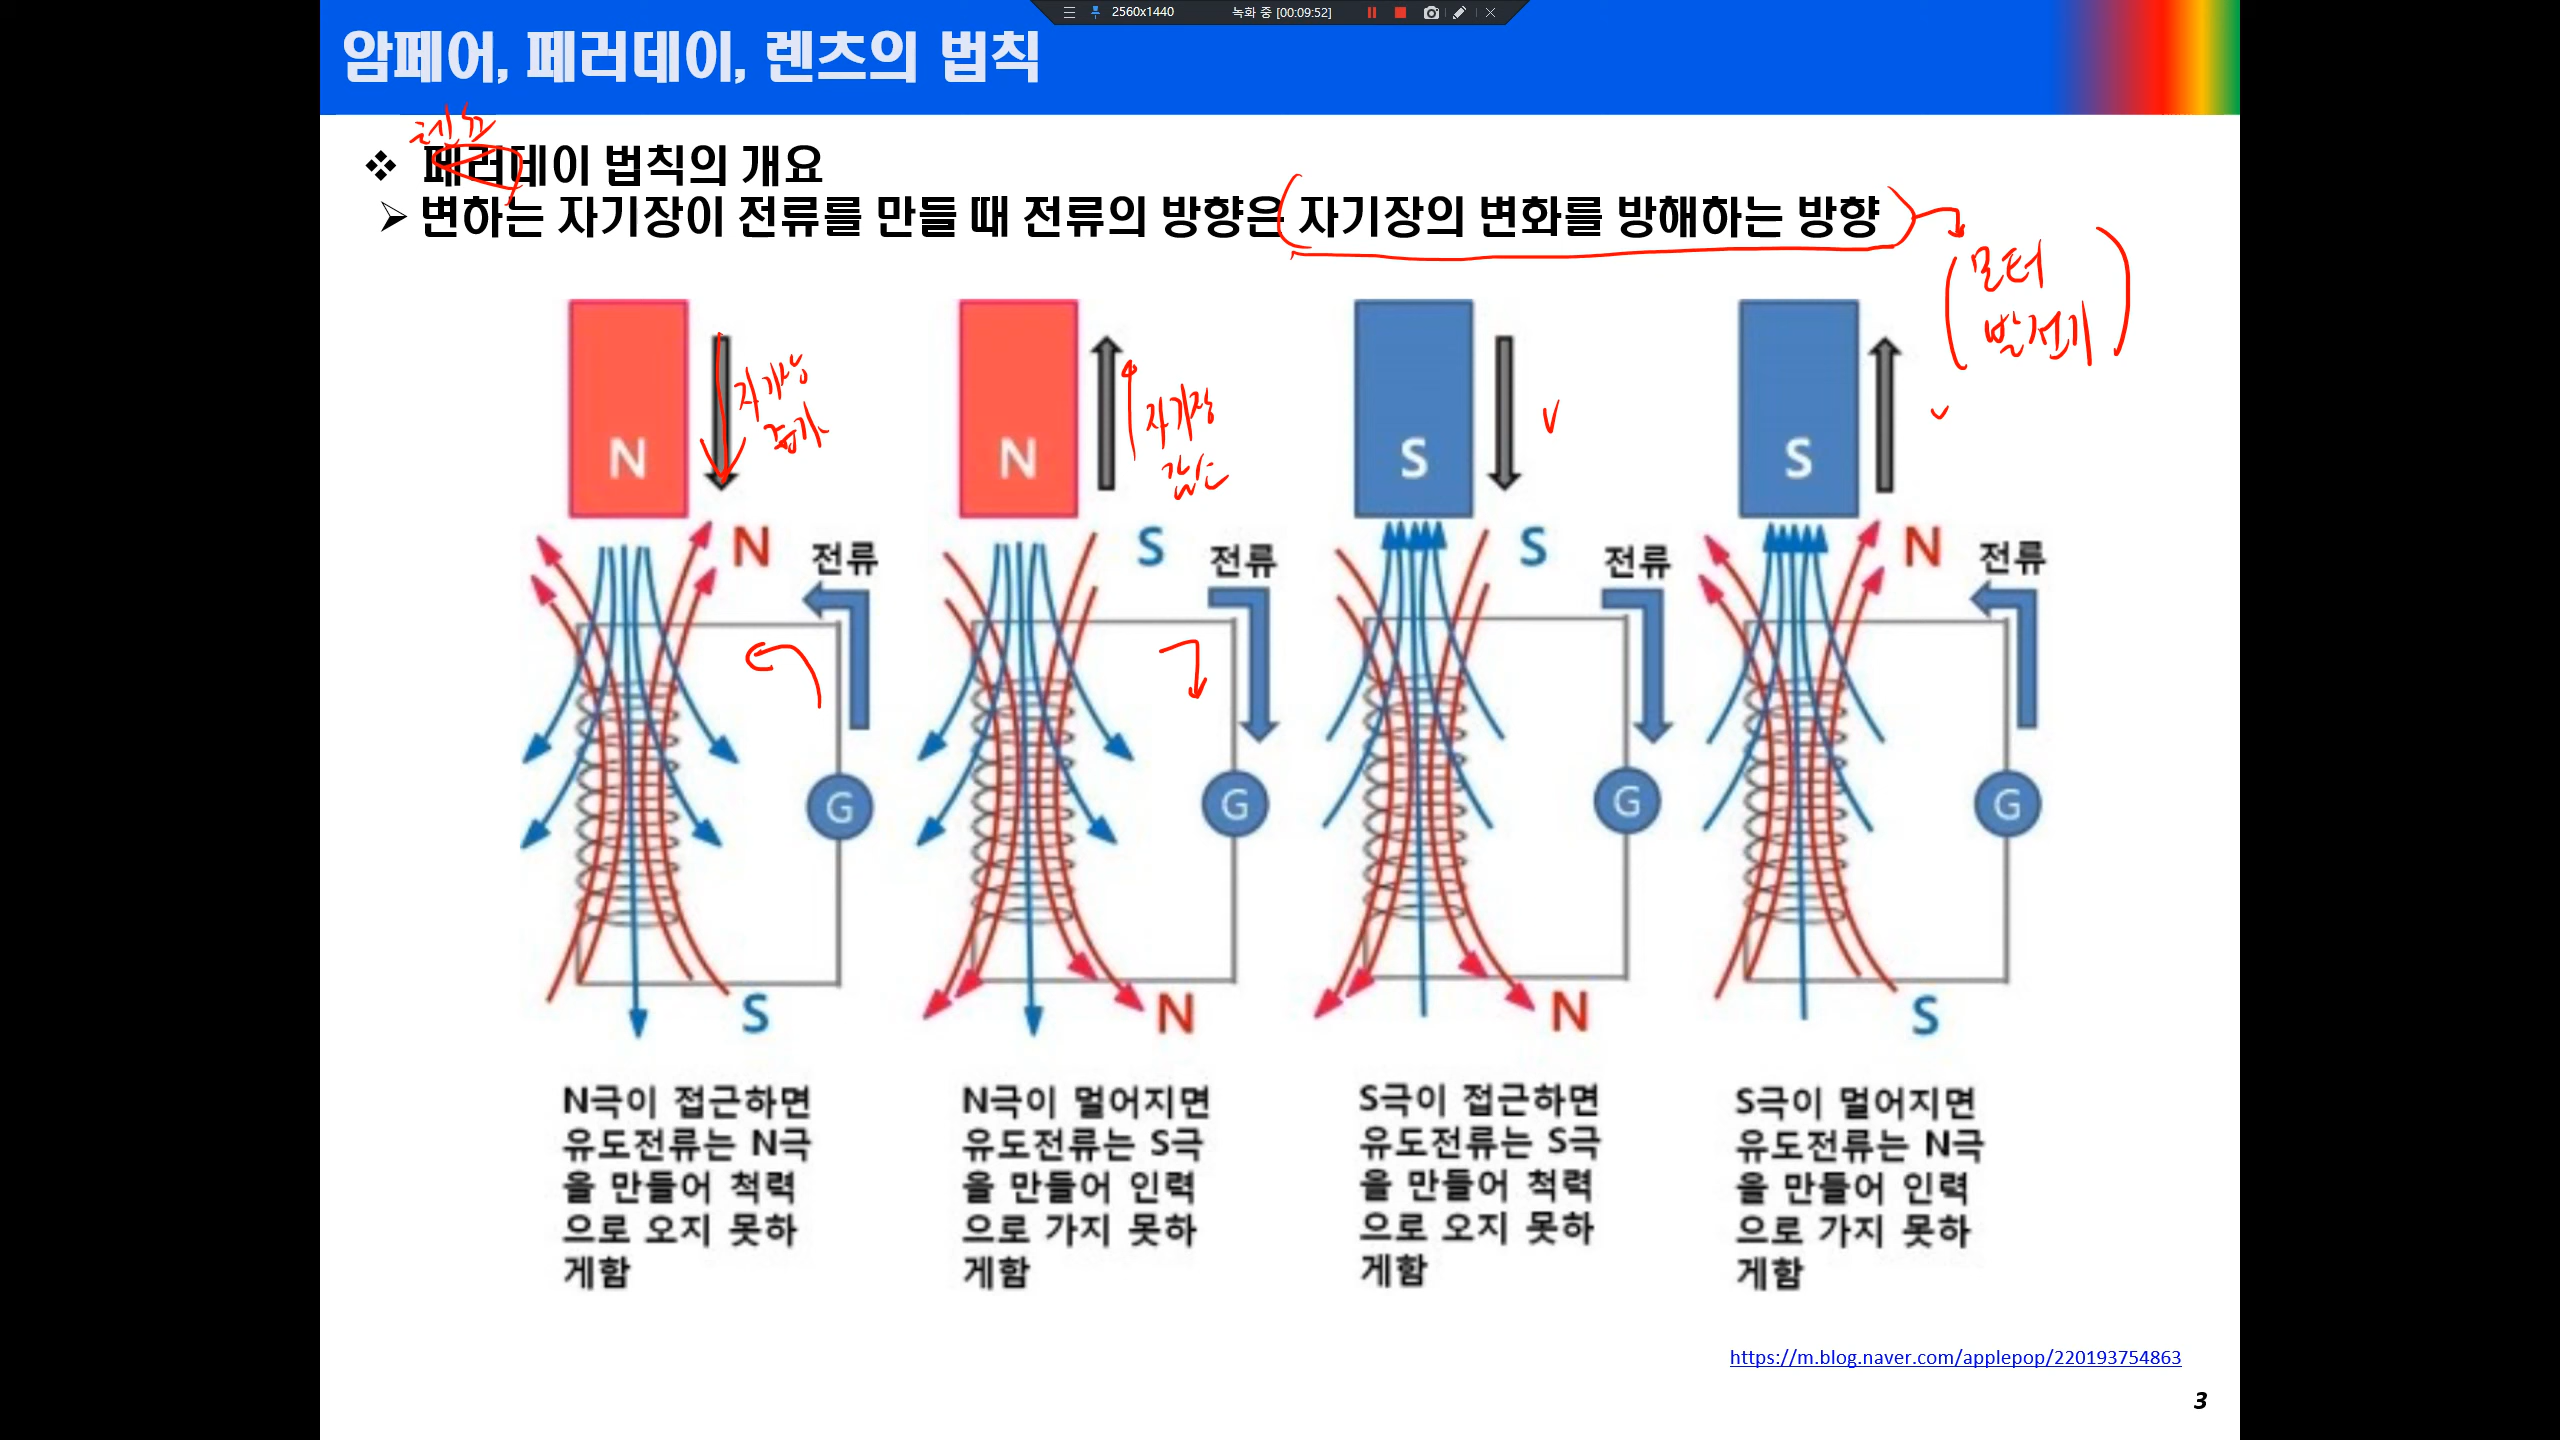 2560x1440 녹화 중 [00:09:52]
암페어, 페러데이, 렌츠의 법칙
❖ 페러데이 법칙의 개요
➢ 변하는 자기장이 전류를 만들 때 전류의 방향은 자기장의 변화를 방해하는 방향
모터
발전기
자기장
증가
자기장
감소
N N S S
N 전류 S 전류 S 전류 N 전류
G G G G
S N N S
N극이 접근하면
유도전류는 N극
을 만들어 척력
으로 오지 못하
게함
N극이 멀어지면
유도전류는 S극
을 만들어 인력
으로 가지 못하
게함
S극이 접근하면
유도전류는 S극
을 만들어 척력
으로 오지 못하
게함
S극이 멀어지면
유도전류는 N극
을 만들어 인력
으로 가지 못하
게함
https://m.blog.naver.com/applepop/220193754863
3